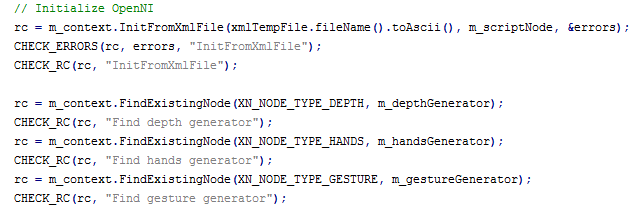 // Initialize OpenNI
rc = m_context.InitFromXmlFile(xmlTempFile.fileName().toAscii(), m_scriptNode, &errors);
CHECK_ERRORS(rc, errors, "InitFromXmlFile");
CHECK_RC(rc, "InitFromXmlFile");
rc = m_context.FindExistingNode(XN_NODE_TYPE_DEPTH, m_depthGenerator);
CHECK_RC(rc, "Find depth generator");
rc = m_context.FindExistingNode(XN_NODE_TYPE_HANDS, m_handsGenerator);
CHECK_RC(rc, "Find hands generator");
rc = m_context.FindExistingNode(XN_NODE_TYPE_GESTURE, m_gestureGenerator);
CHECK_RC(rc, "Find gesture generator");